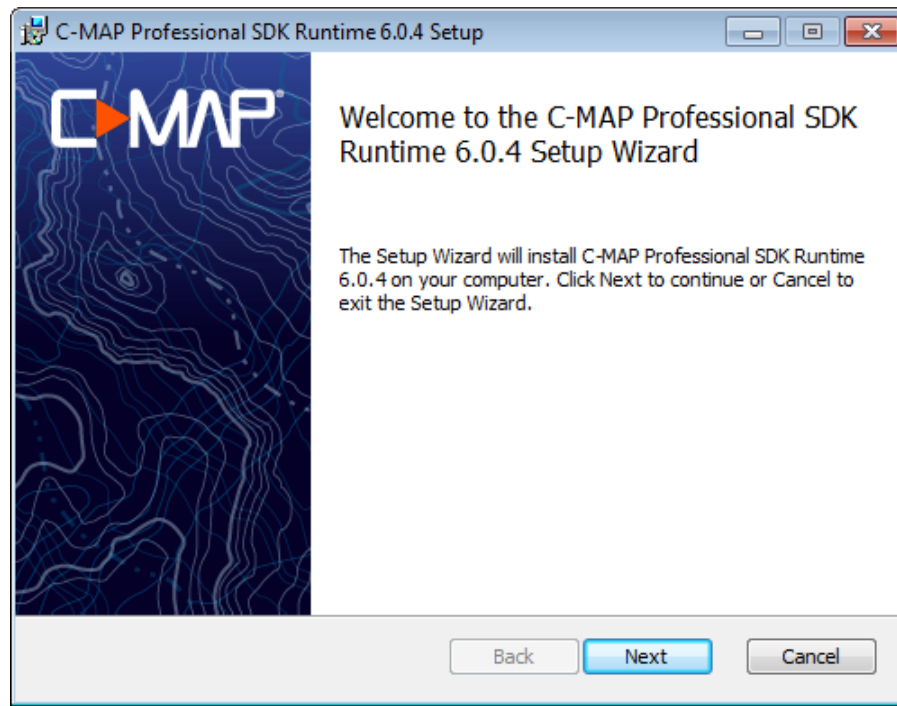 C-MAP Professional SDK Runtime 6.0.4 Setup
C-MAP
Welcome to the C-MAP Professional SDK
Runtime 6.0.4 Setup Wizard
The Setup Wizard will install C-MAP Professional SDK Runtime
6.0.4 on your computer. Click Next to continue or Cancel to
exit the Setup Wizard.
Back
Next
Cancel